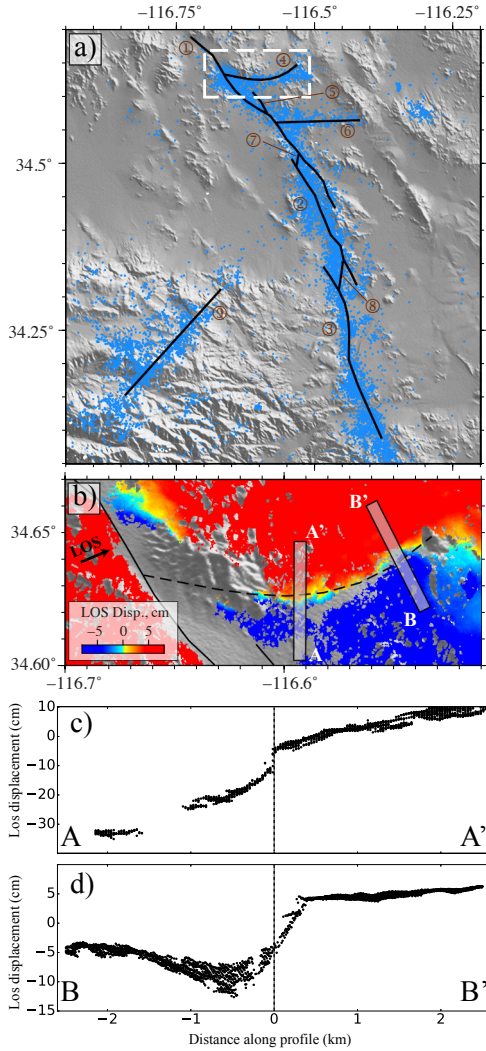 −116.75 −116.5 −116.25
a)
①
④
⑤
⑥
⑦
34.5°
②
⑧
③
⑨
34.25°
b)
B'
34.65°
A'
LOS
LOS Disp., cm
−5 0 5
B
A
34.60°
−116.7 −116.6
10
c)
0
−10
−20
−30
Los displacement (cm)
A A'
d)
5
0
−5
−10
−15
Los displacement (cm)
B B'
−2 −1 0 1 2
Distance along profile (km)